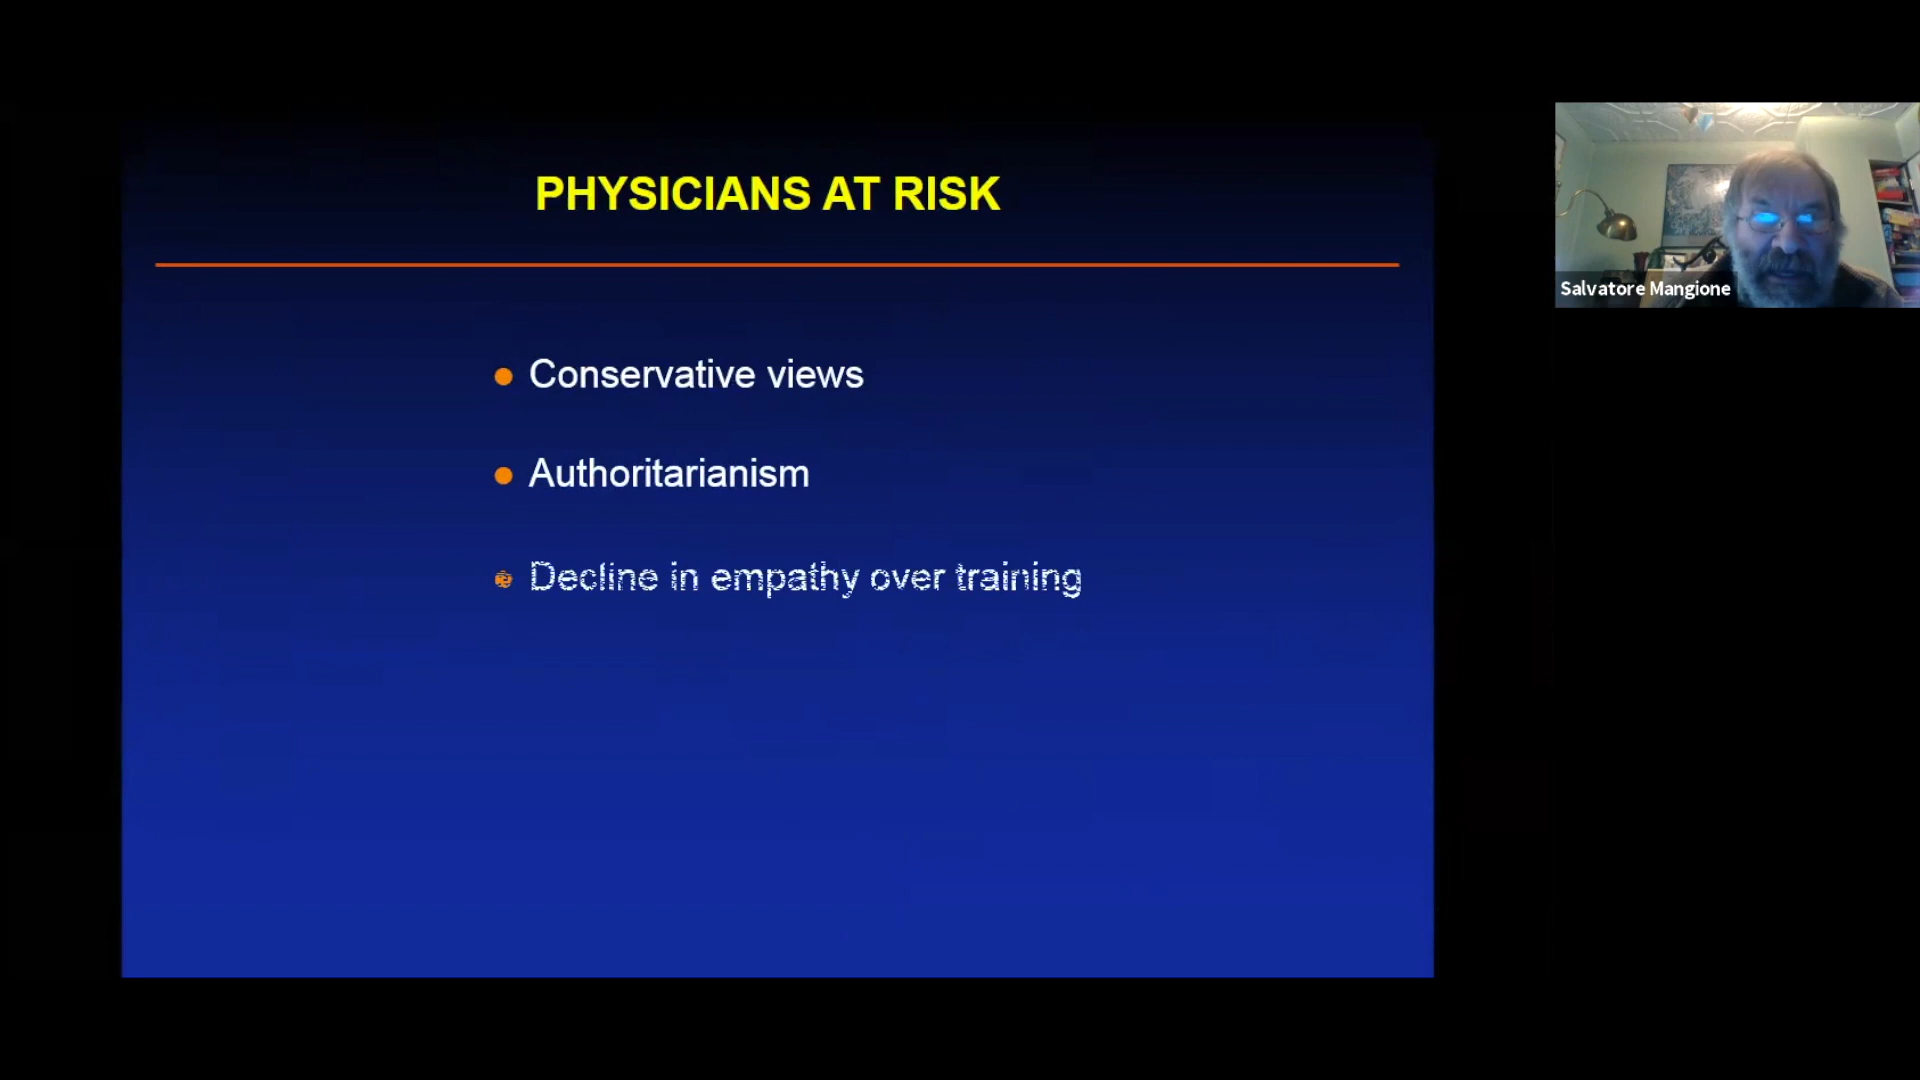 PHYSICIANS AT RISK
Conservative views
Authoritarianism
Decline in empathy over training
Salvatore Mangione